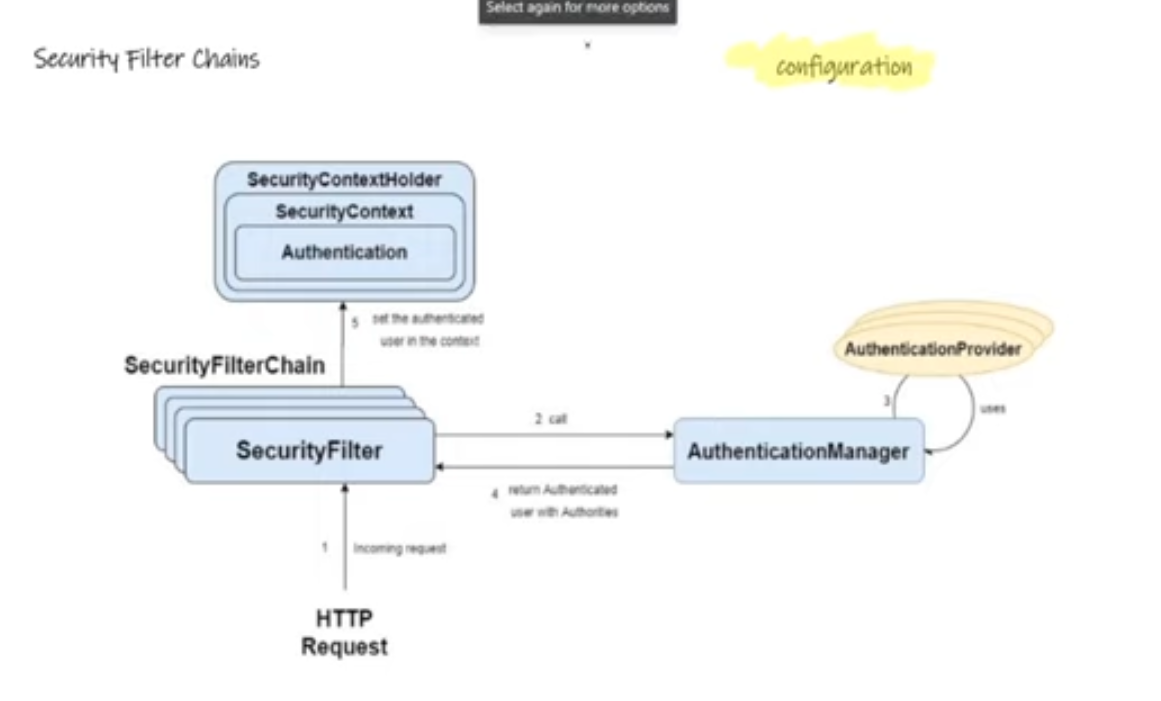 Select again for more options
Security Filter Chains
configuration
SecurityContextHolder
SecurityContext
Authentication
5 set the authenticated
user in the context
SecurityFilterChain
AuthenticationProvider
3
uses
2 call
SecurityFilter
AuthenticationManager
4 return Authenticated
user with Authorities
1 Incoming request
HTTP
Request